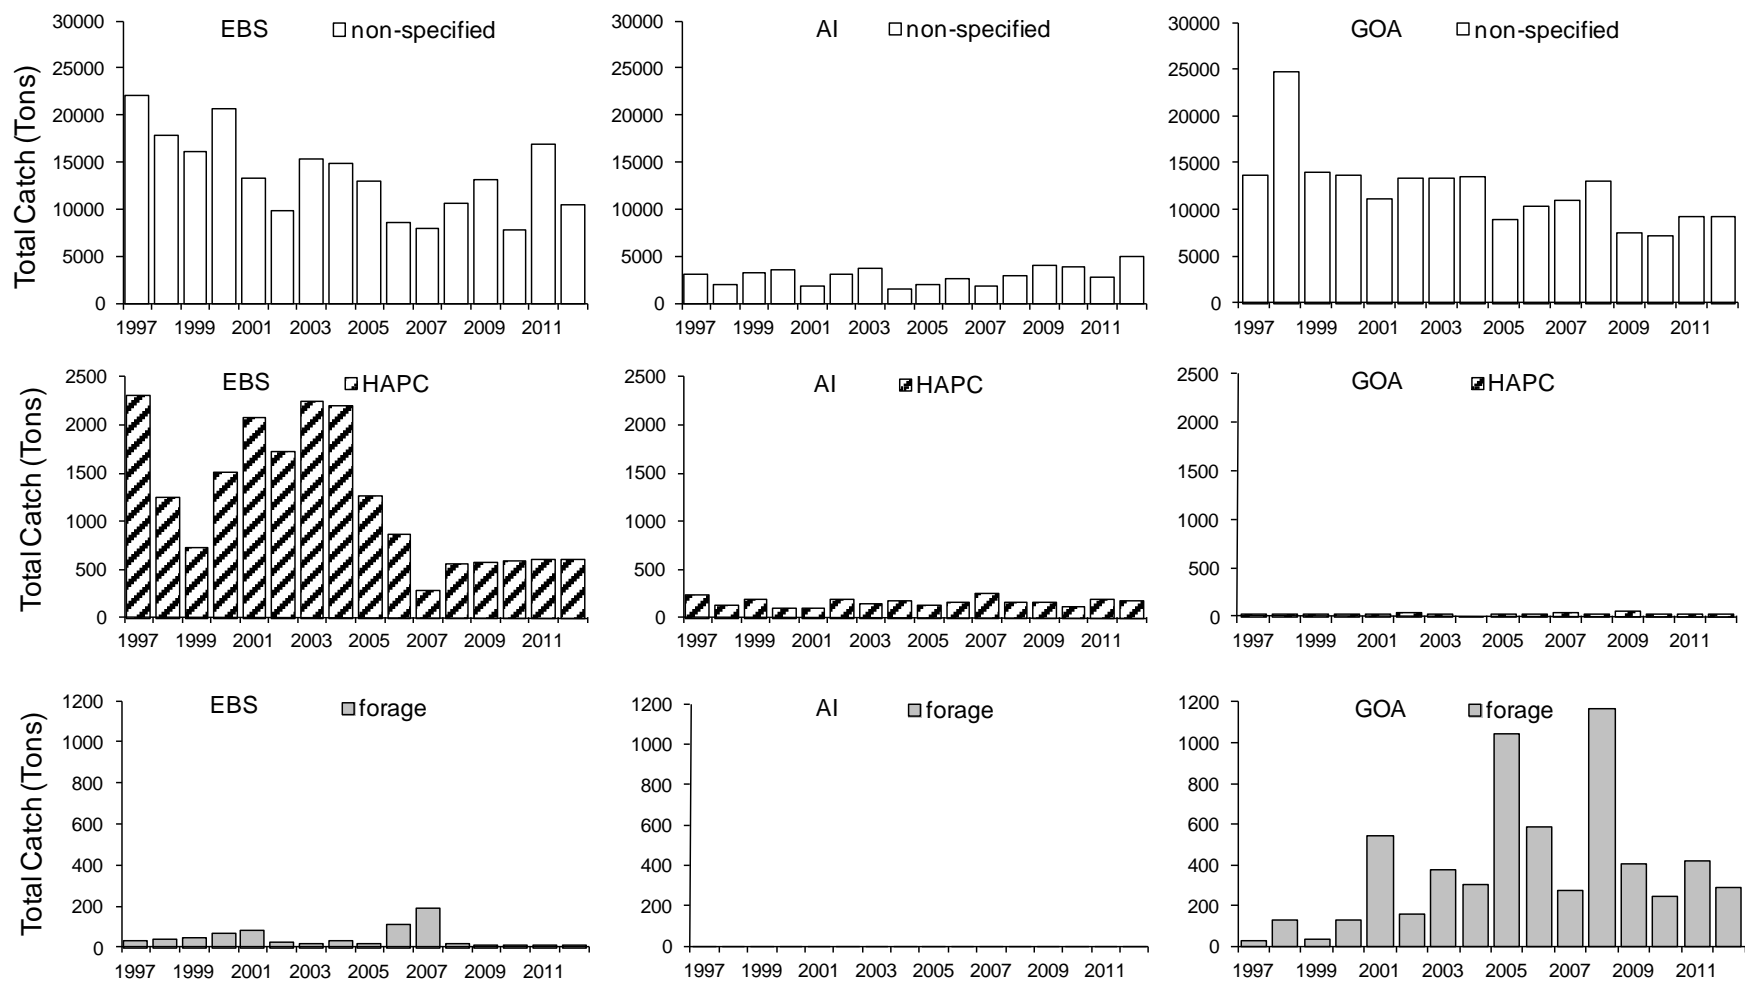 EBS non-specified
Total Catch (Tons)
30000
25000
20000
15000
10000
5000
0
1997 1999 2001 2003 2005 2007 2009 2011
AI non-specified
30000
25000
20000
15000
10000
5000
0
1997 1999 2001 2003 2005 2007 2009 2011
GOA non-specified
30000
25000
20000
15000
10000
5000
0
1997 1999 2001 2003 2005 2007 2009 2011
EBS HAPC
Total Catch (Tons)
2500
2000
1500
1000
500
0
1997 1999 2001 2003 2005 2007 2009 2011
AI HAPC
2500
2000
1500
1000
500
0
1997 1999 2001 2003 2005 2007 2009 2011
GOA HAPC
2500
2000
1500
1000
500
0
1997 1999 2001 2003 2005 2007 2009 2011
EBS forage
Total Catch (Tons)
1200
1000
800
600
400
200
0
1997 1999 2001 2003 2005 2007 2009 2011
AI forage
1200
1000
800
600
400
200
0
1997 1999 2001 2003 2005 2007 2009 2011
GOA forage
1200
1000
800
600
400
200
0
1997 1999 2001 2003 2005 2007 2009 2011